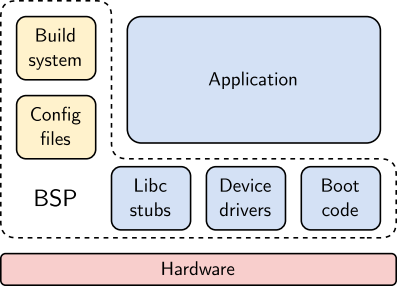 Build
system
Application
Config
files
BSP
Libc
stubs
Device
drivers
Boot
code
Hardware